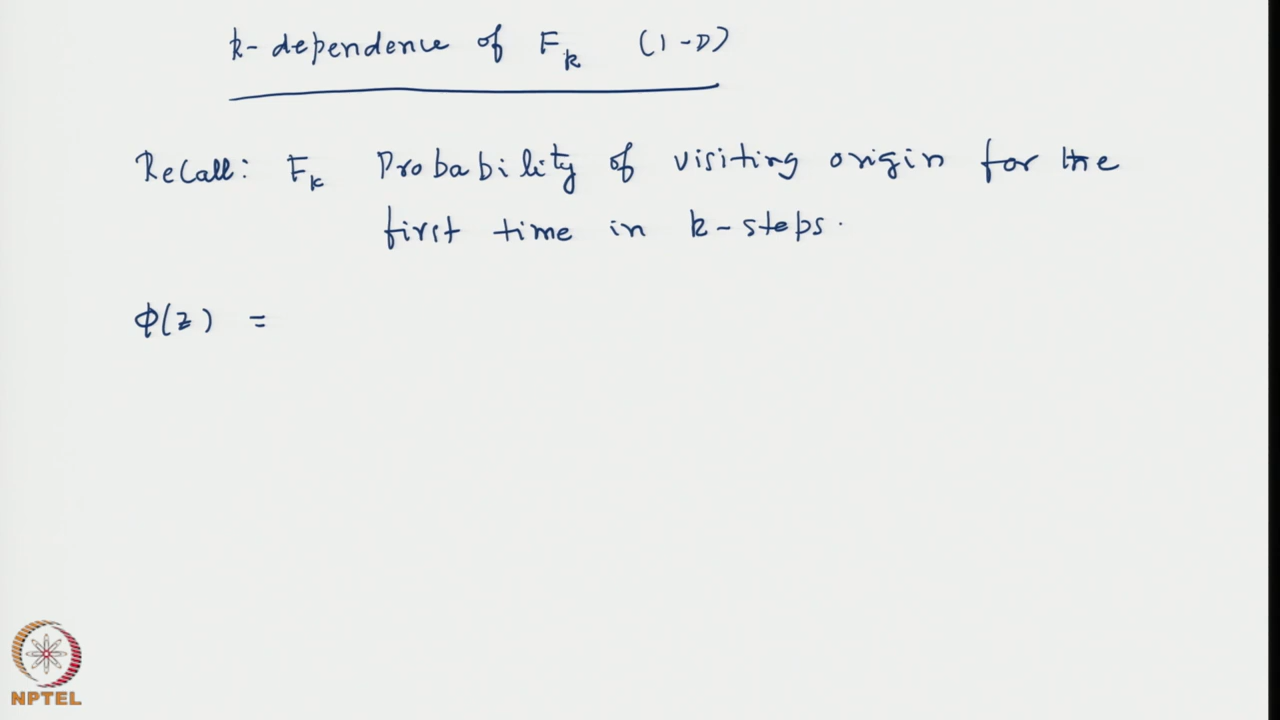 k-dependence of F_k (1-D)
Recall: F_k Probability of visiting origin for the
first time in k-steps.
ϕ(z) =
NPTEL